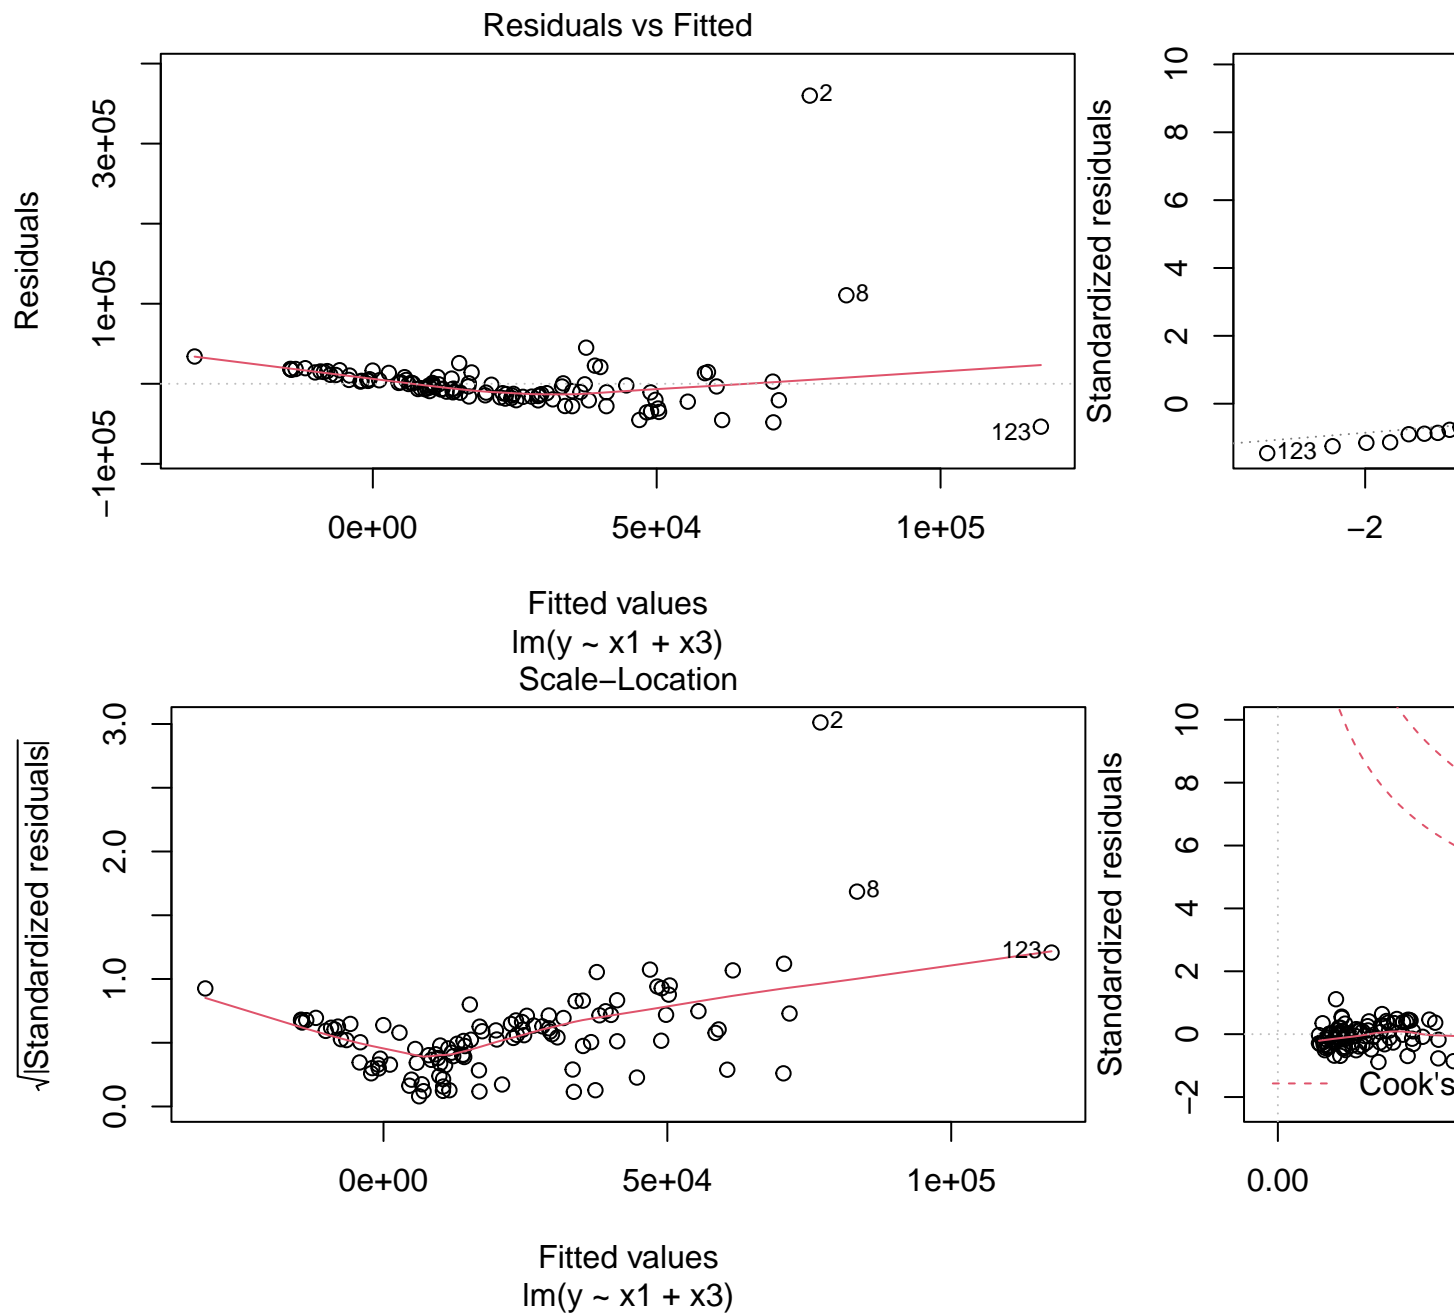 Residuals vs Fitted
Residuals
−1e+05
1e+05
3e+05
2
8
123
0e+00
5e+04
1e+05
Fitted values
lm(y ~ x1 + x3)
Standardized residuals
0
2
4
6
8
10
123
−2
Scale−Location
√|Standardized residuals|
0.0
1.0
2.0
3.0
2
8
123
0e+00
5e+04
1e+05
Fitted values
lm(y ~ x1 + x3)
Standardized residuals
−2
0
2
4
6
8
10
Cook's
0.00